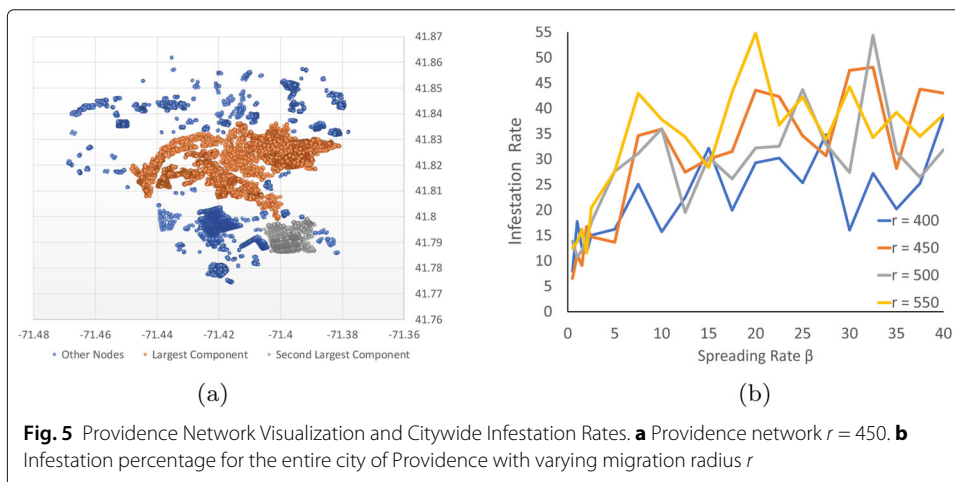 41.87
41.86
41.85
41.84
41.83
41.82
41.81
41.8
41.79
41.78
41.77
41.76
-71.48 -71.46 -71.44 -71.42 -71.4 -71.38 -71.36
Other Nodes Largest Component Second Largest Component
(a)
Infestation Rate
55
50
45
40
35
30
25
20
15
10
5
0
r = 400
r = 450
r = 500
r = 550
0 5 10 15 20 25 30 35 40
Spreading Rate β
(b)
Fig. 5 Providence Network Visualization and Citywide Infestation Rates. a Providence network r = 450. b
Infestation percentage for the entire city of Providence with varying migration radius r